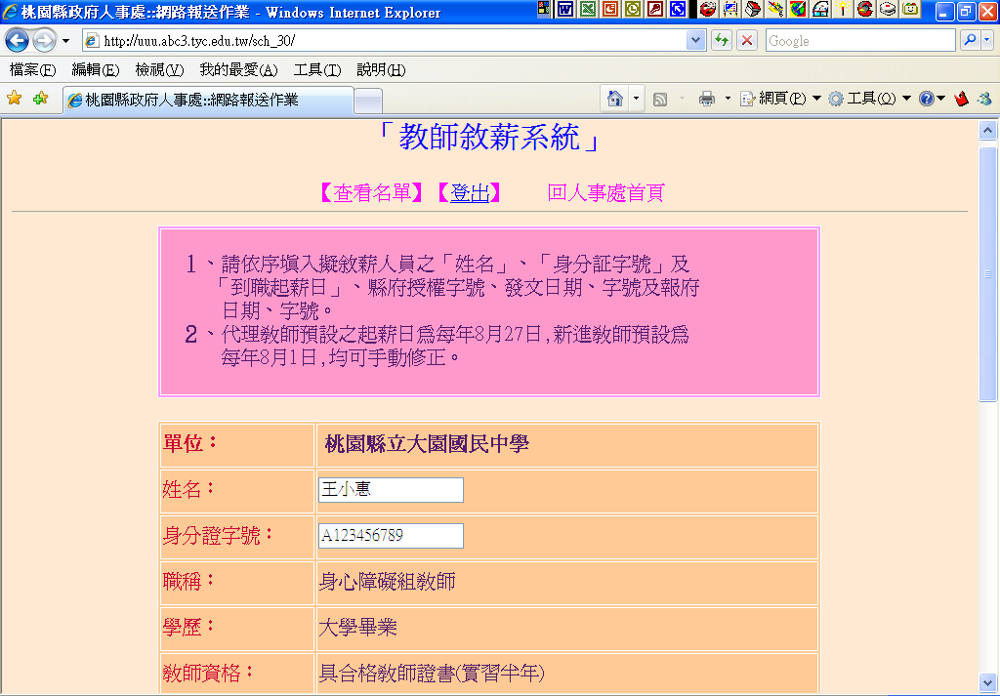 桃園縣政府人事處::網路報送作業 - Windows Internet Explorer
http://uuu.abc3.tyc.edu.tw/sch_30/
Google
檔案(F) 編輯(E) 檢視(V) 我的最愛(A) 工具(T) 說明(H)
桃園縣政府人事處::網路報送作業
網頁(P) 工具(O)
「教師敘薪系統」
【查看名單】【登出】 回人事處首頁
1、請依序填入擬敘薪人員之「姓名」、「身分証字號」及
「到職起薪日」、縣府授權字號、發文日期、字號及報府
日期、字號。
2、代理教師預設之起薪日為每年8月27日,新進教師預設為
每年8月1日,均可手動修正。
單位： 桃園縣立大園國民中學
姓名： 王小惠
身分證字號： A123456789
職稱： 身心障礙組教師
學歷： 大學畢業
教師資格： 具合格教師證書(實習半年)